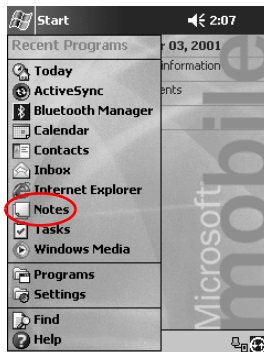 Start 2:07
Recent Programs r 03, 2001
Today information
ActiveSync ents
Bluetooth Manager
Calendar
Contacts
Inbox
Internet Explorer
Notes
Tasks
Windows Media
Programs
Settings
Find
Help
Microsoft
mobile